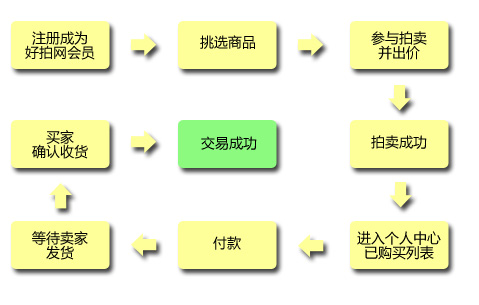 注册成为
好拍网会员
挑选商品
参与拍卖
并出价
买家
确认收货
交易成功
拍卖成功
等待卖家
发货
付款
进入个人中心
已购买列表